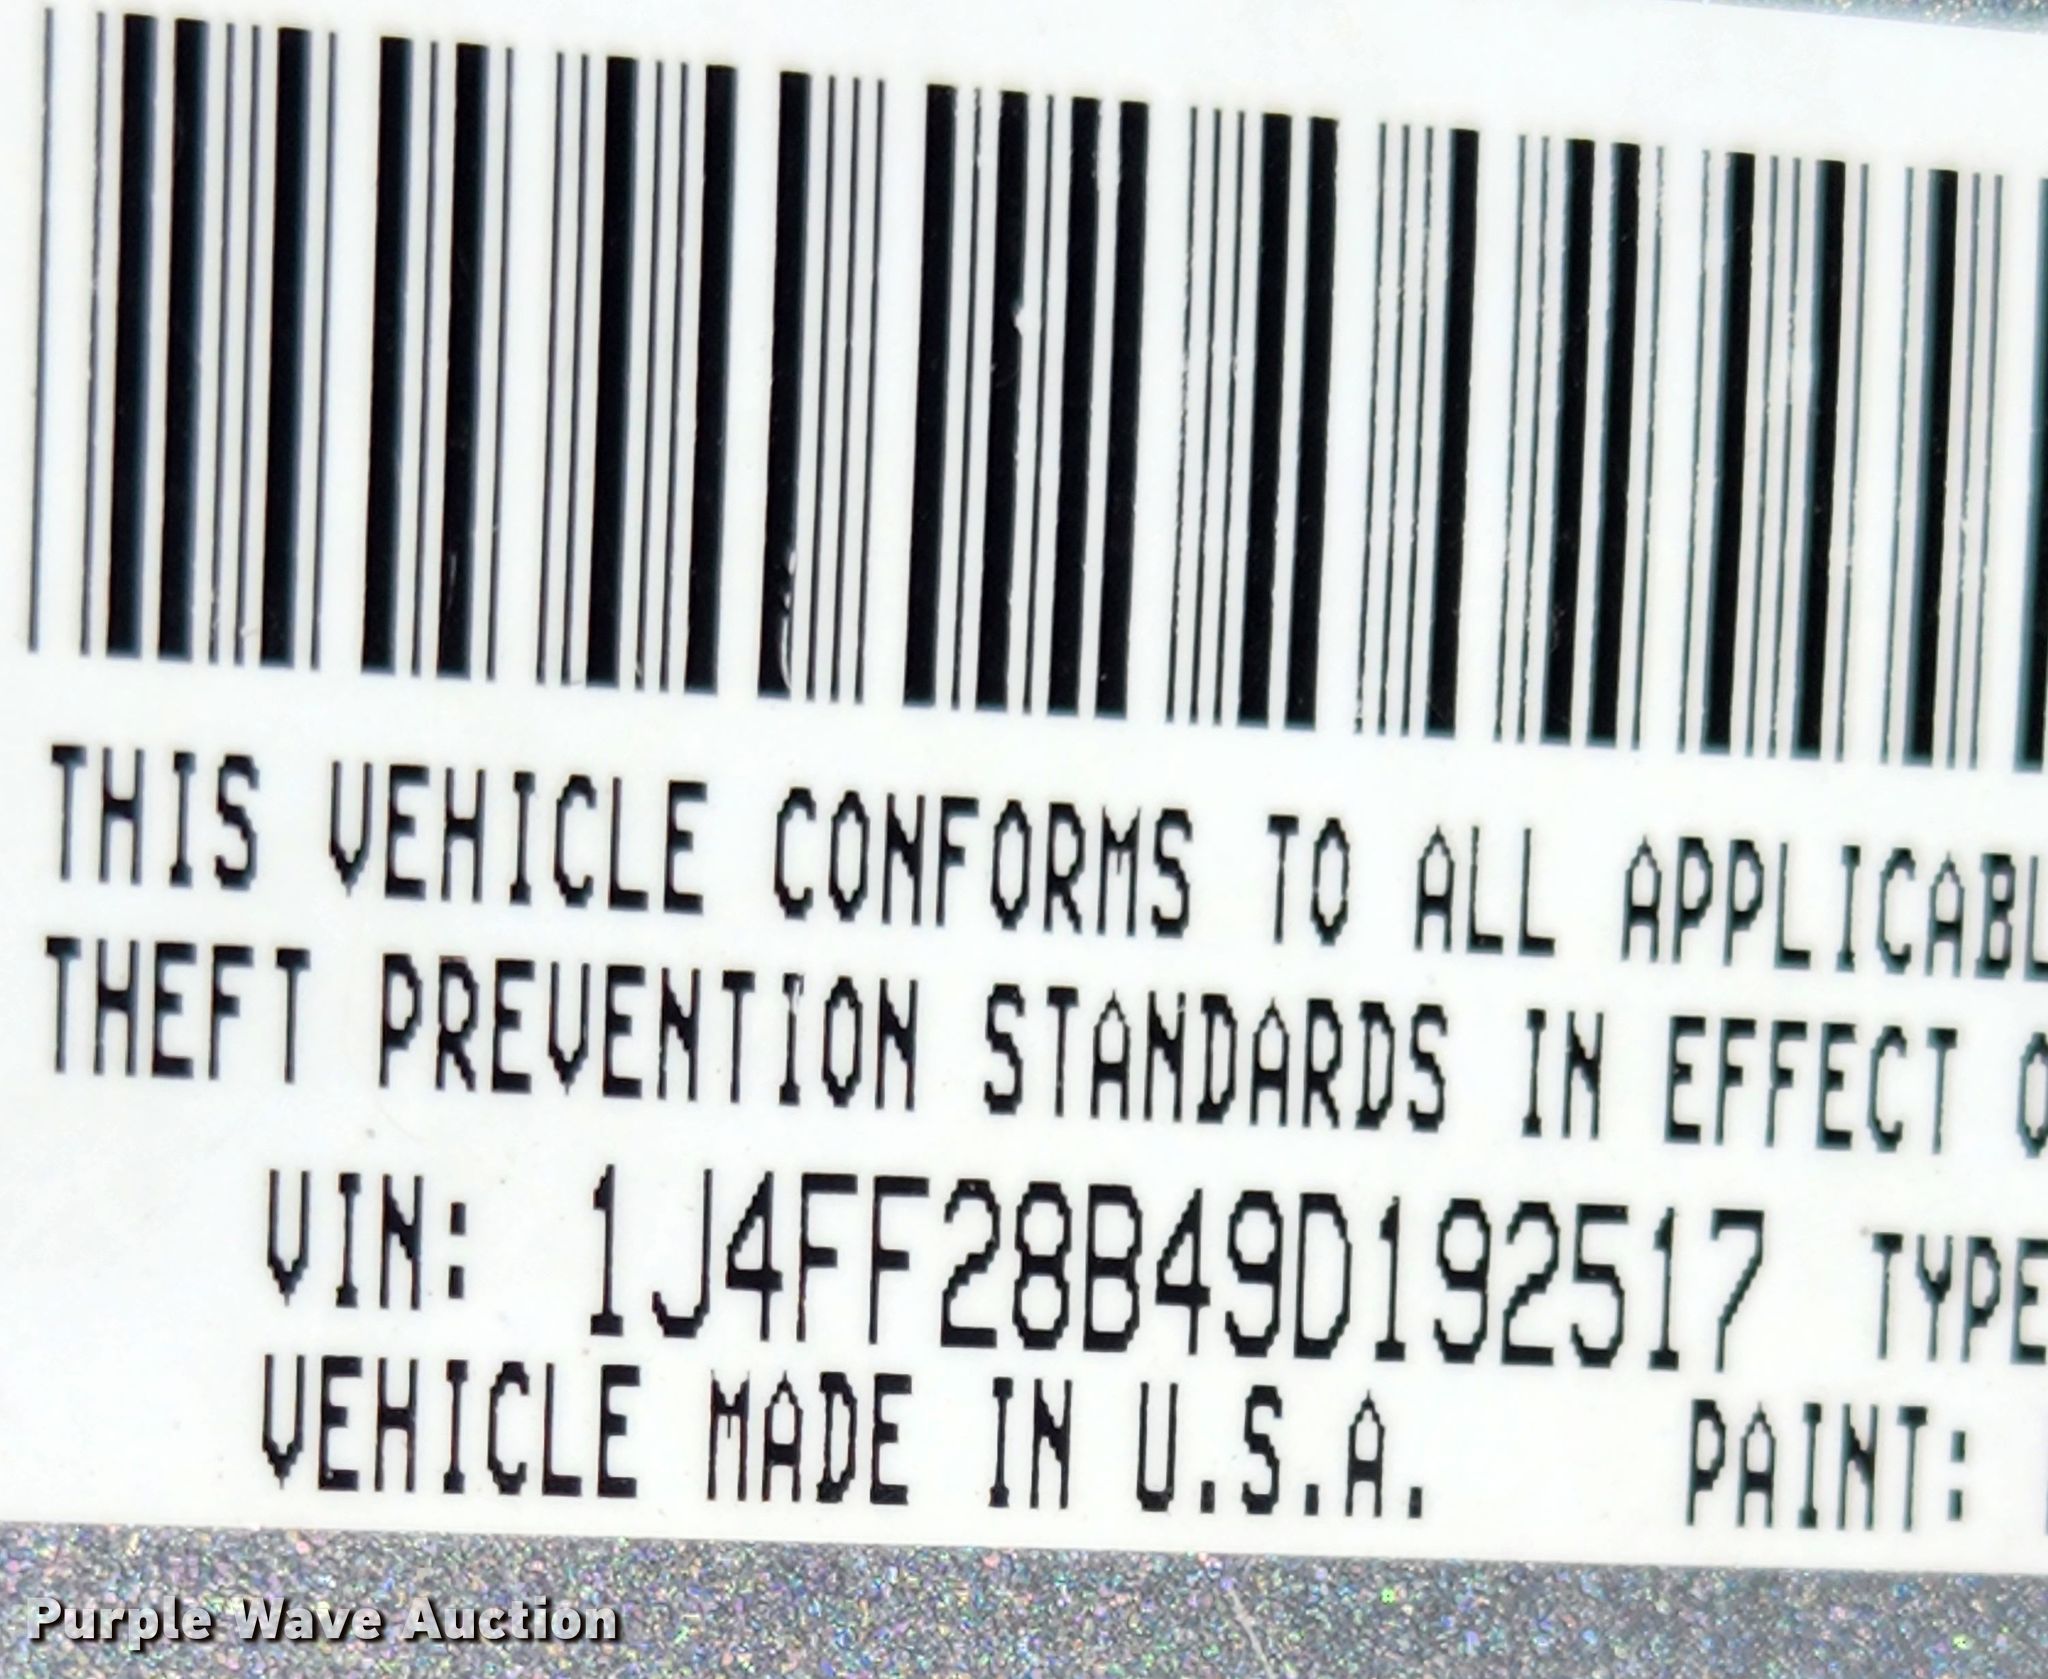 THIS VEHICLE CONFORMS TO ALL APPLICABL
THEFT PREVENTION STANDARDS IN EFFECT O
VIN: 1J4FF28B49D192517 TYPE
VEHICLE MADE IN U.S.A. PAINT:
Purple Wave Auction